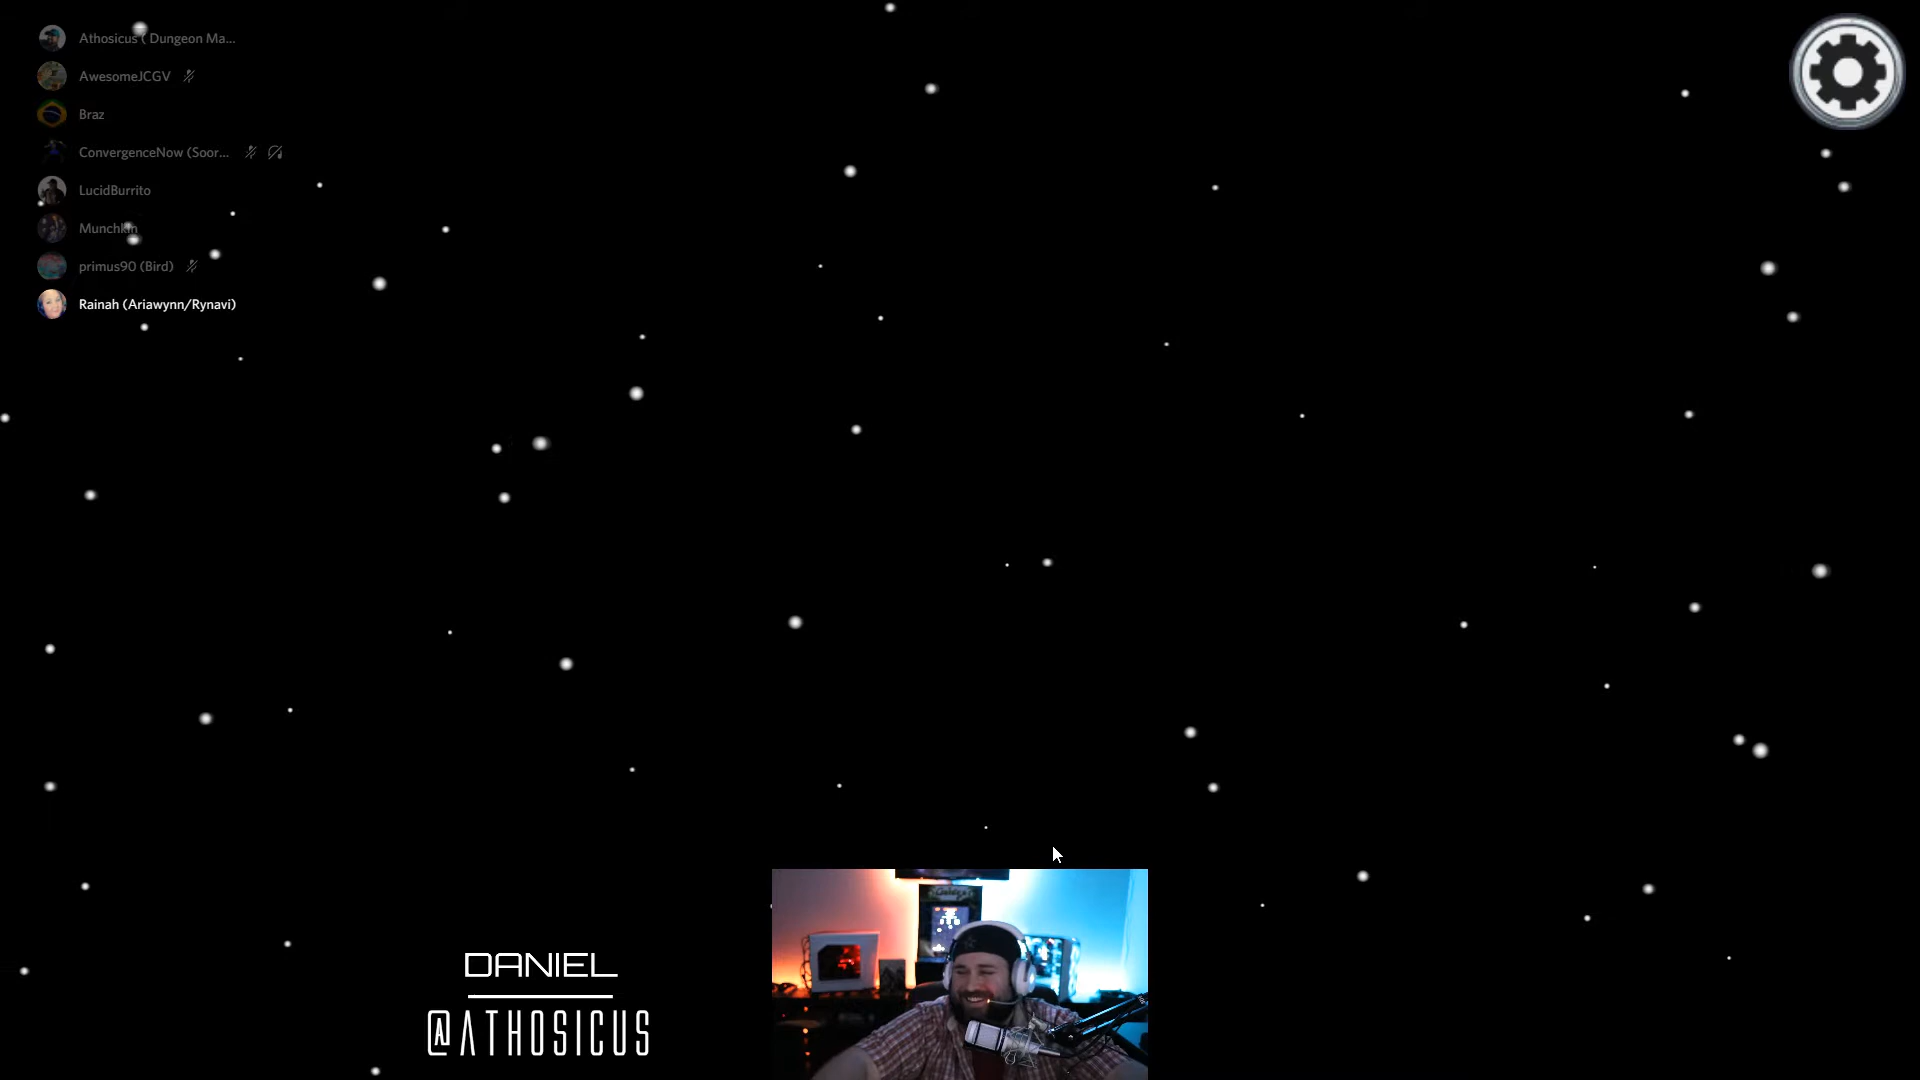 Athosicus ( Dungeon Ma...
AwesomeJCGV
Braz
ConvergenceNow (Soor...
LucidBurrito
Munchkin
primus90 (Bird)
Rainah (Ariawynn/Rynavi)
DANIEL
@ATHOSICUS